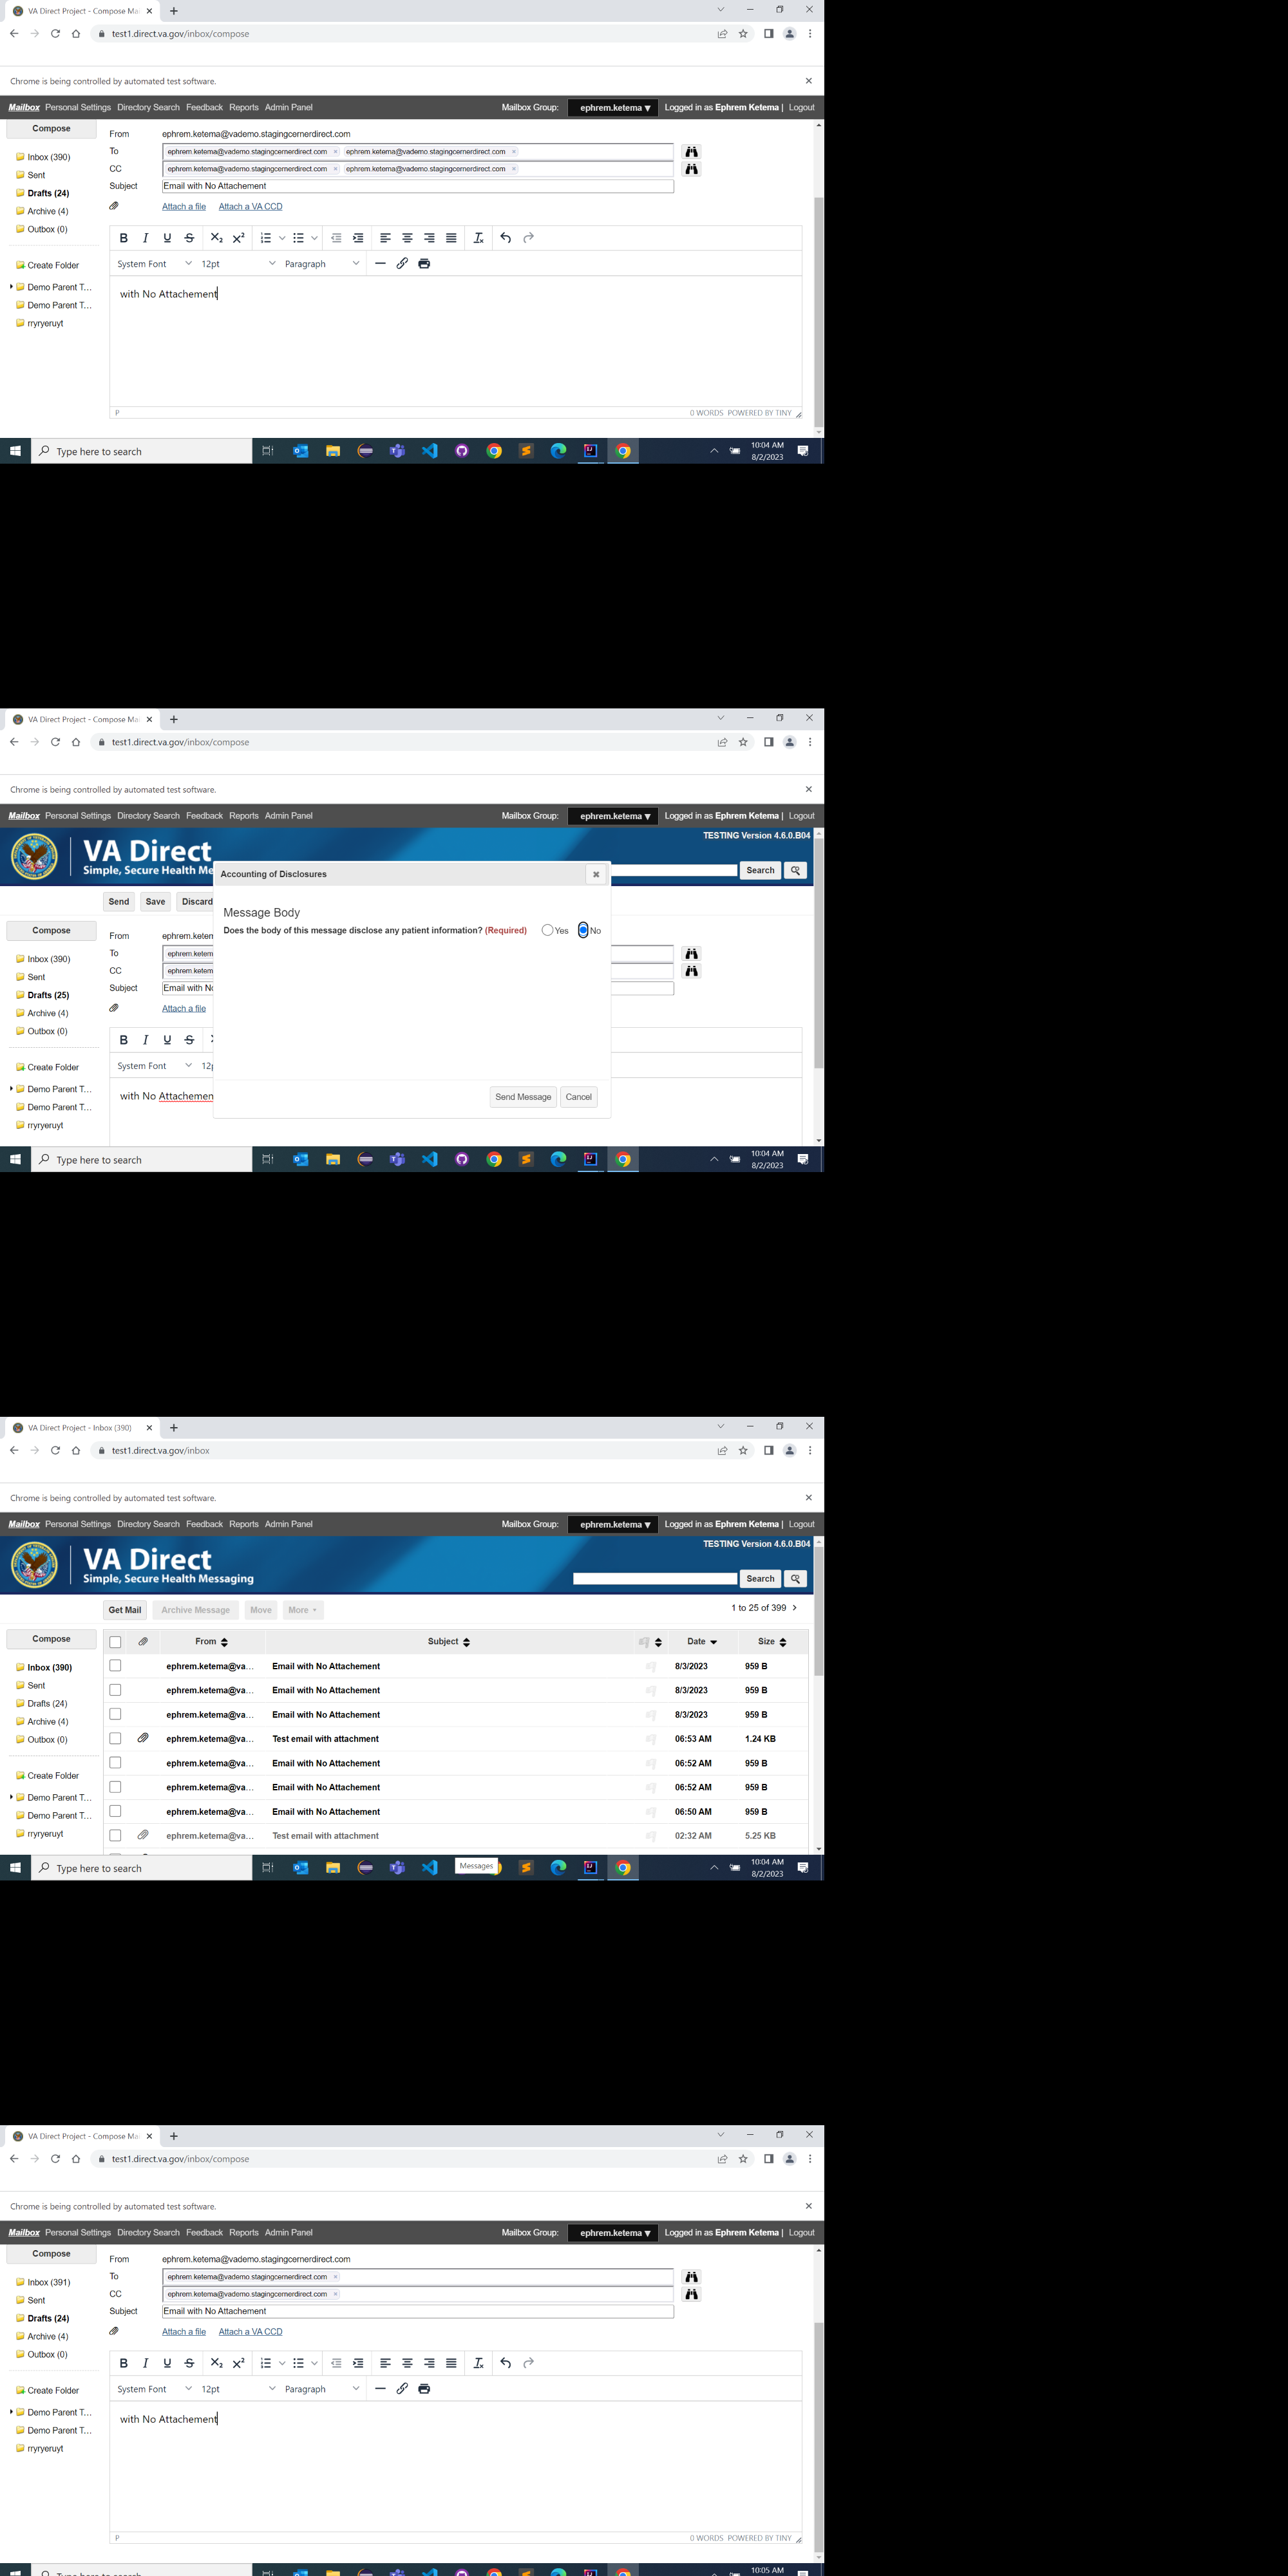 VA Direct Project - Compose Ma
test1.direct.va.gov/inbox/compose
Chrome is being controlled by automated test software.
Mailbox Personal Settings Directory Search Feedback Reports Admin Panel Mailbox Group: ephrem.ketema ▼ Logged in as Ephrem Ketema | Logout
Compose
From ephrem.ketema@vademo.stagingcernerdirect.com
To ephrem.ketema@vademo.stagingcernerdirect.com × ephrem.ketema@vademo.stagingcernerdirect.com ×
Inbox (390)
CC ephrem.ketema@vademo.stagingcernerdirect.com × ephrem.ketema@vademo.stagingcernerdirect.com ×
Sent
Subject Email with No Attachement
Drafts (24)
Attach a file Attach a VA CCD
Archive (4)
Outbox (0)
B I U S X₂ X²
System Font 12pt Paragraph
Create Folder
Demo Parent T...
with No Attachement
Demo Parent T...
rryryeruyt
P 0 WORDS POWERED BY TINY
Type here to search
10:04 AM
8/2/2023
VA Direct Project - Compose Ma
test1.direct.va.gov/inbox/compose
Chrome is being controlled by automated test software.
Mailbox Personal Settings Directory Search Feedback Reports Admin Panel Mailbox Group: ephrem.ketema ▼ Logged in as Ephrem Ketema | Logout
TESTING Version 4.6.0.B04
VA Direct
Simple, Secure Health Me
Search
Accounting of Disclosures
Send Save Discard
Message Body
Does the body of this message disclose any patient information? (Required) Yes No
Compose
From ephrem.keten
To ephrem.ketem
Inbox (390)
CC ephrem.ketem
Sent
Subject Email with No
Drafts (25)
Attach a file
Archive (4)
Outbox (0)
B I U S
System Font 12p
Create Folder
Demo Parent T...
with No Attachemen
Send Message Cancel
Demo Parent T...
rryryeruyt
Type here to search
10:04 AM
8/2/2023
VA Direct Project - Inbox (390)
test1.direct.va.gov/inbox
Chrome is being controlled by automated test software.
Mailbox Personal Settings Directory Search Feedback Reports Admin Panel Mailbox Group: ephrem.ketema ▼ Logged in as Ephrem Ketema | Logout
TESTING Version 4.6.0.B04
VA Direct
Simple, Secure Health Messaging
Search
Get Mail Archive Message Move More 1 to 25 of 399
Compose
From Subject Date Size
Inbox (390)
Sent
Drafts (24)
Archive (4)
Outbox (0)
Create Folder
Demo Parent T...
Demo Parent T...
rryryeruyt
ephrem.ketema@va... Email with No Attachement 8/3/2023 959 B
ephrem.ketema@va... Email with No Attachement 8/3/2023 959 B
ephrem.ketema@va... Email with No Attachement 8/3/2023 959 B
ephrem.ketema@va... Test email with attachment 06:53 AM 1.24 KB
ephrem.ketema@va... Email with No Attachement 06:52 AM 959 B
ephrem.ketema@va... Email with No Attachement 06:52 AM 959 B
ephrem.ketema@va... Email with No Attachement 06:50 AM 959 B
ephrem.ketema@va... Test email with attachment 02:32 AM 5.25 KB
Type here to search
Messages
10:04 AM
8/2/2023
VA Direct Project - Compose Ma
test1.direct.va.gov/inbox/compose
Chrome is being controlled by automated test software.
Mailbox Personal Settings Directory Search Feedback Reports Admin Panel Mailbox Group: ephrem.ketema ▼ Logged in as Ephrem Ketema | Logout
Compose
From ephrem.ketema@vademo.stagingcernerdirect.com
To ephrem.ketema@vademo.stagingcernerdirect.com ×
Inbox (391)
CC ephrem.ketema@vademo.stagingcernerdirect.com ×
Sent
Subject Email with No Attachement
Drafts (24)
Attach a file Attach a VA CCD
Archive (4)
Outbox (0)
B I U S X₂ X²
System Font 12pt Paragraph
Create Folder
Demo Parent T...
with No Attachement
Demo Parent T...
rryryeruyt
P 0 WORDS POWERED BY TINY
10:05 AM